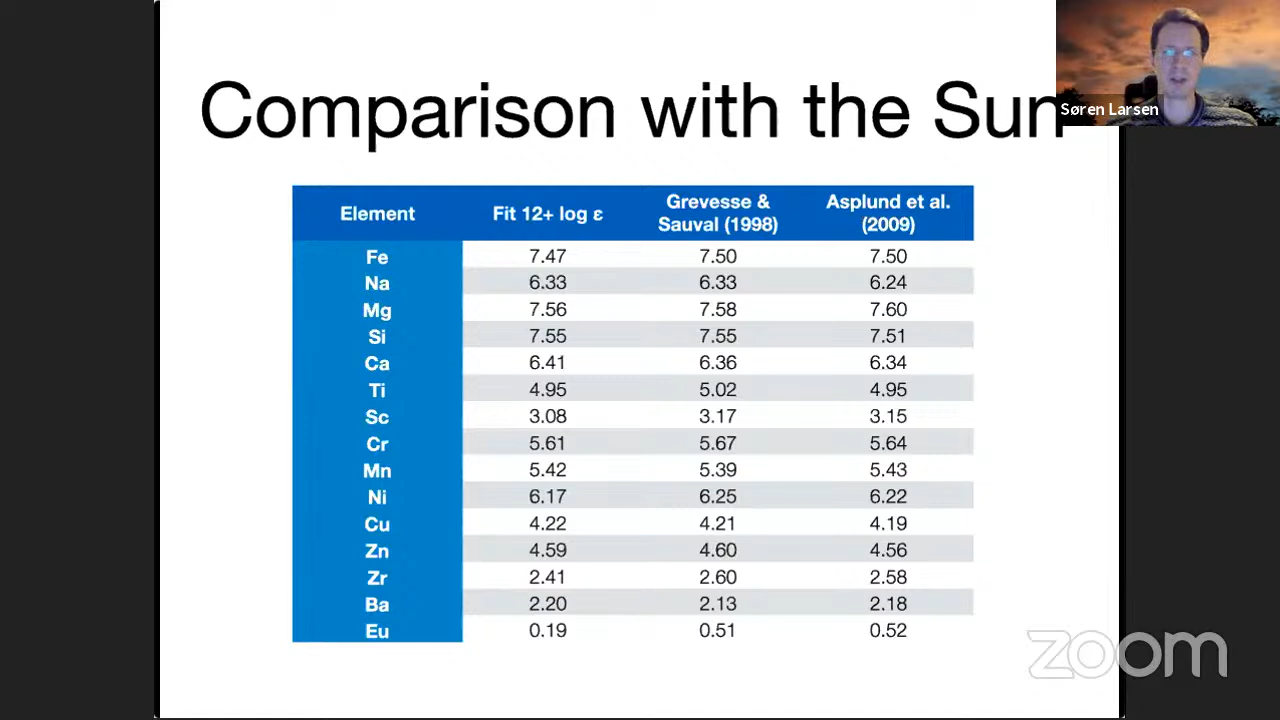 Comparison with the Sun
Søren Larsen
Element Fit 12+ log ε Grevesse & Sauval (1998) Asplund et al. (2009)
Fe 7.47 7.50 7.50
Na 6.33 6.33 6.24
Mg 7.56 7.58 7.60
Si 7.55 7.55 7.51
Ca 6.41 6.36 6.34
Ti 4.95 5.02 4.95
Sc 3.08 3.17 3.15
Cr 5.61 5.67 5.64
Mn 5.42 5.39 5.43
Ni 6.17 6.25 6.22
Cu 4.22 4.21 4.19
Zn 4.59 4.60 4.56
Zr 2.41 2.60 2.58
Ba 2.20 2.13 2.18
Eu 0.19 0.51 0.52
zoom